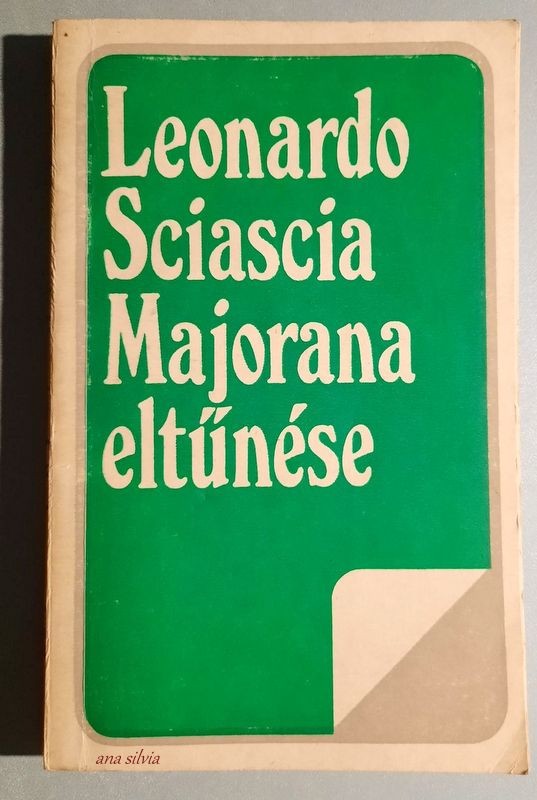 Leonardo
Sciascia
Majorana
eltűnése
ana silvia